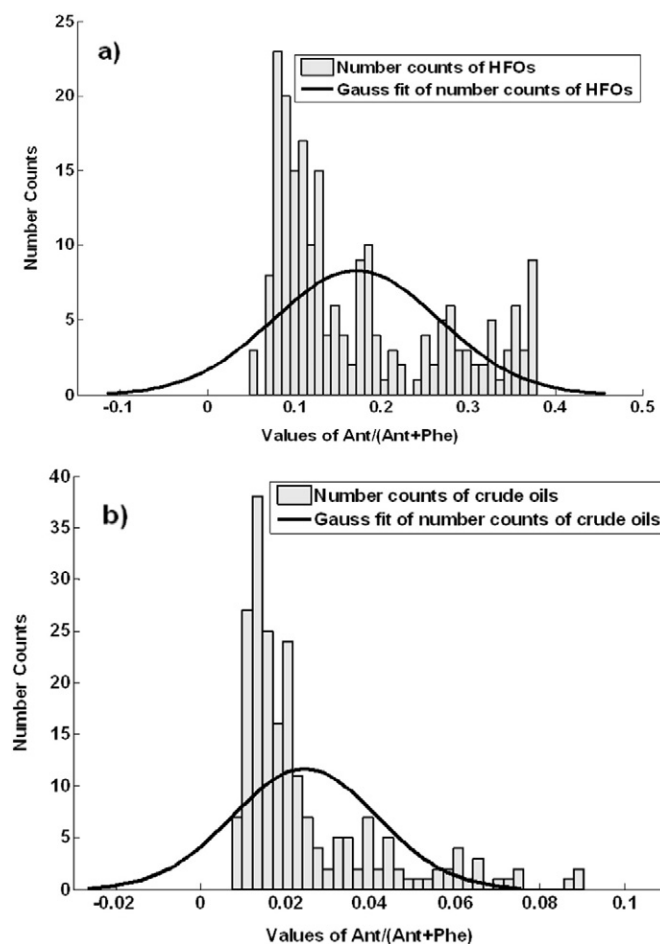 a)
25
20
15
10
5
0
Number Counts
Number counts of HFOs
Gauss fit of number counts of HFOs
-0.1 0 0.1 0.2 0.3 0.4 0.5
Values of Ant/(Ant+Phe)
b)
40
35
30
25
20
15
10
5
0
Number Counts
Number counts of crude oils
Gauss fit of number counts of crude oils
-0.02 0 0.02 0.04 0.06 0.08 0.1
Values of Ant/(Ant+Phe)